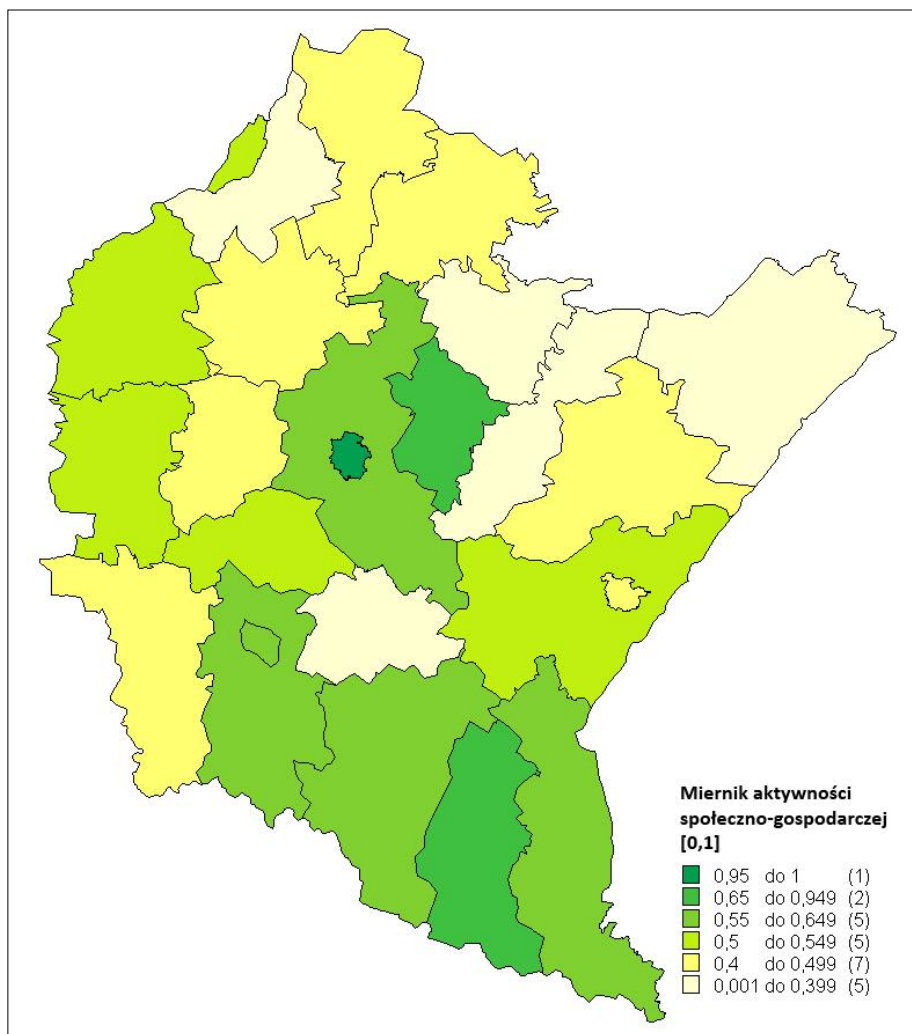 Miernik aktywności
społeczno-gospodarczej
[0,1]
0,95 do 1 (1)
0,65 do 0,949 (2)
0,55 do 0,649 (5)
0,5 do 0,549 (5)
0,4 do 0,499 (7)
0,001 do 0,399 (5)